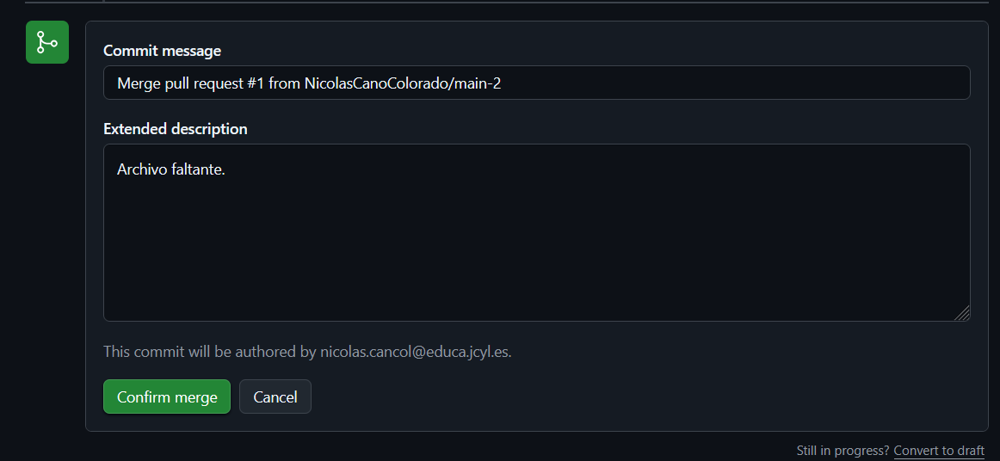 Commit message
Merge pull request #1 from NicolasCanoColorado/main-2
Extended description
Archivo faltante.
This commit will be authored by nicolas.cancol@educa.jcyl.es.
Confirm merge
Cancel
Still in progress? Convert to draft